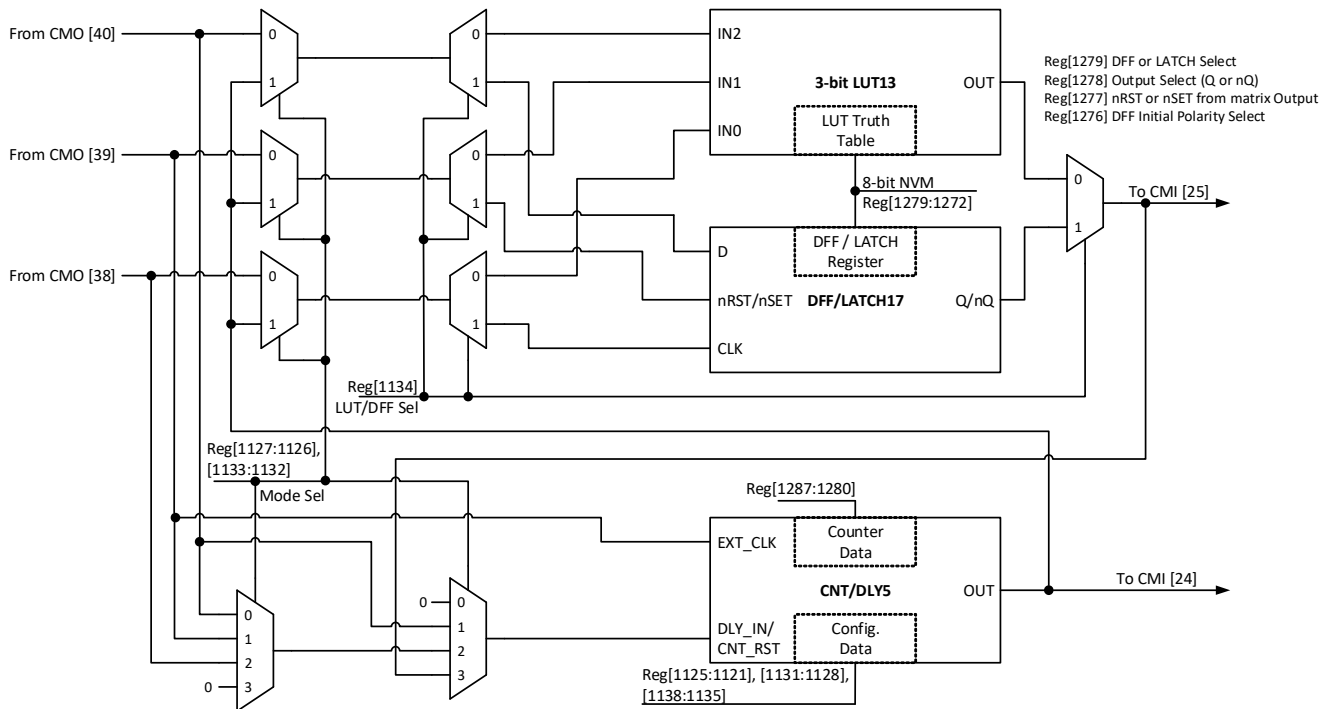 From CMO [40]
0
1
0
1
IN2
IN1
IN0
3-bit LUT13
OUT
LUT Truth
Table
Reg[1279] DFF or LATCH Select
Reg[1278] Output Select (Q or nQ)
Reg[1277] nRST or nSET from matrix Output
Reg[1276] DFF Initial Polarity Select
From CMO [39]
0
1
0
1
8-bit NVM
Reg[1279:1272]
0
1
To CMI [25]
From CMO [38]
0
1
0
1
D
nRST/nSET
CLK
DFF / LATCH
Register
DFF/LATCH17
Q/nQ
Reg[1134]
LUT/DFF Sel
Reg[1127:1126],
[1133:1132]
Mode Sel
Reg[1287:1280]
EXT_CLK
Counter
Data
CNT/DLY5
OUT
To CMI [24]
DLY_IN/
CNT_RST
Config.
Data
0
1
2
0
3
0
0
1
2
3
Reg[1125:1121], [1131:1128],
[1138:1135]